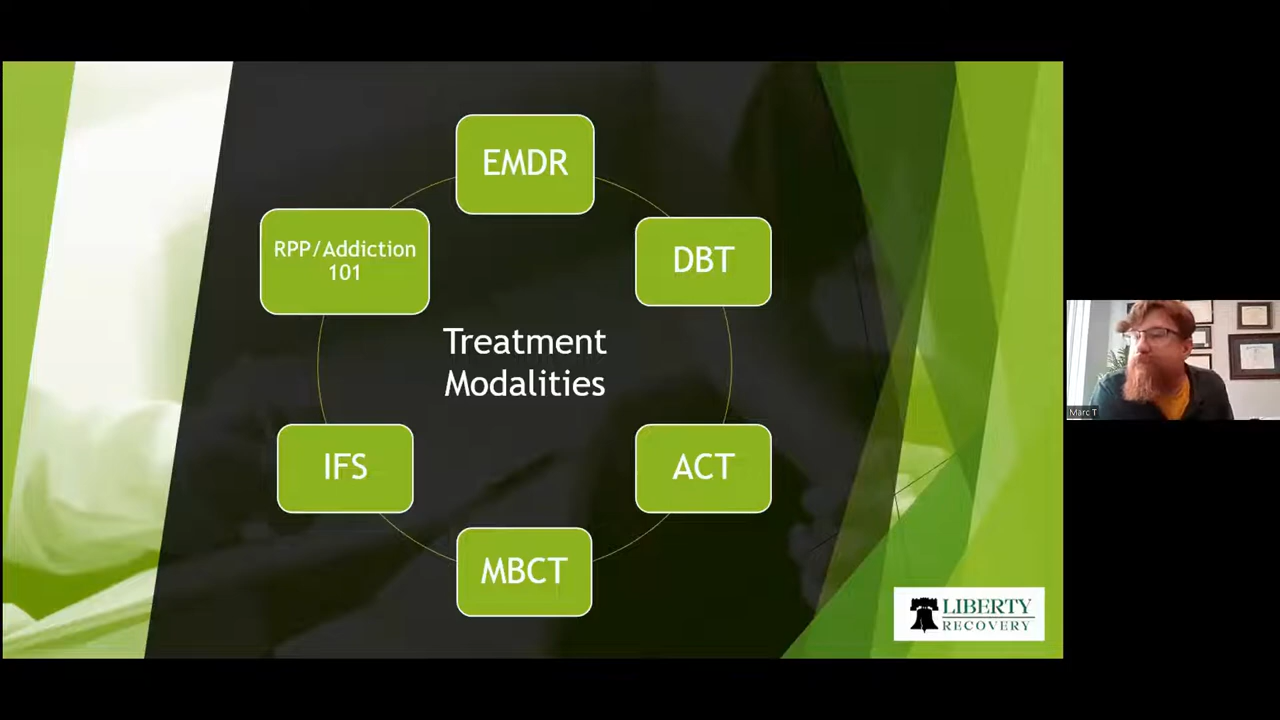 EMDR
RPP/Addiction
101
DBT
Treatment
Modalities
IFS
ACT
MBCT
LIBERTY
RECOVERY
Marc T